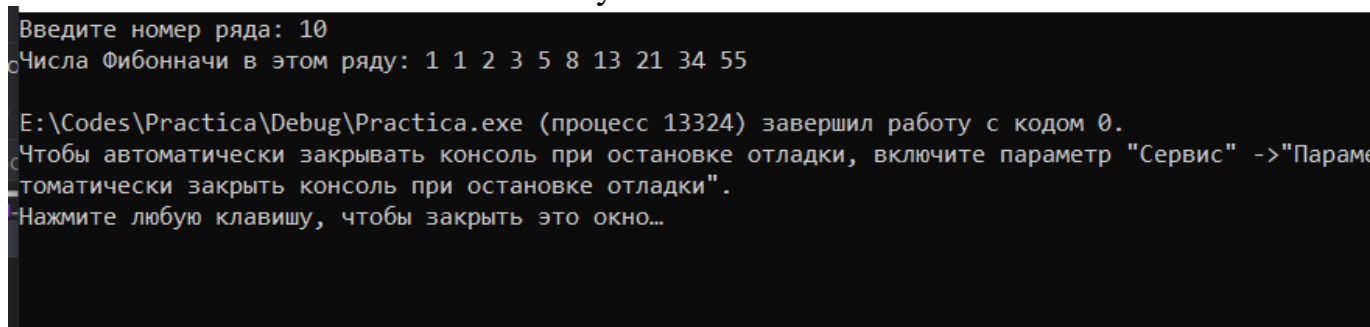 Введите номер ряда: 10
Числа Фибонначи в этом ряду: 1 1 2 3 5 8 13 21 34 55
E:\Codes\Practica\Debug\Practica.exe (процесс 13324) завершил работу с кодом 0.
Чтобы автоматически закрывать консоль при остановке отладки, включите параметр "Сервис" ->"Параме
томатически закрыть консоль при остановке отладки".
Нажмите любую клавишу, чтобы закрыть это окно…